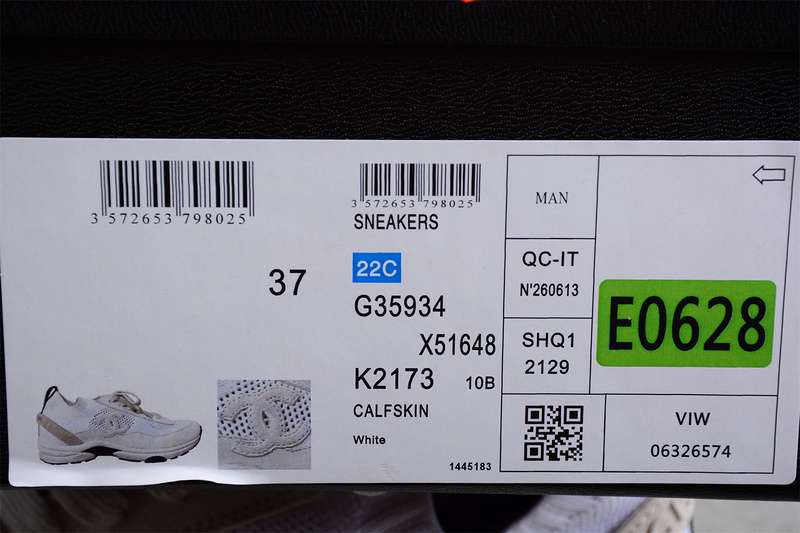 3 572653 798025
3 572653 798025
SNEAKERS
37
22C
G35934
X51648
K2173 10B
CALFSKIN
White
1445183
MAN
QC-IT
N'260613
SHQ1
2129
E0628
VIW
06326574